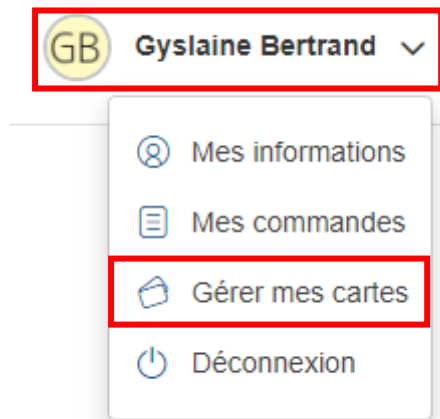 GB Gyslaine Bertrand
Mes informations
Mes commandes
Gérer mes cartes
Déconnexion